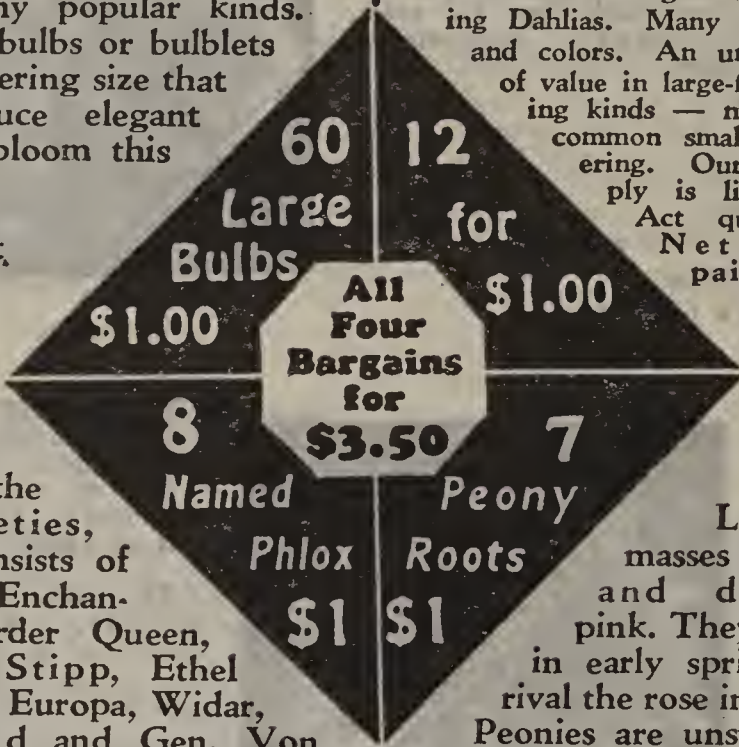 ny popular kinds.
bulbs or bulblets
ering size that
uce elegant
bloom this
ing Dahlias. Many
and colors. An un
of value in large-f
ing kinds — n
common smal
ering. Our
ply is li
Act qu
Net
pai
60
Large
Bulbs
$1.00
12
for
$1.00
All
Four
Bargains
for
$3.50
8
Named
Phlox
$1
7
Peony
Roots
$1
the
eties,
nsists of
Enchan-
rder Queen,
Stipp, Ethel
Europa, Widar,
d and Gen. Von
L
masses
and d
pink. They
in early spri
rival the rose in
Peonies are uns